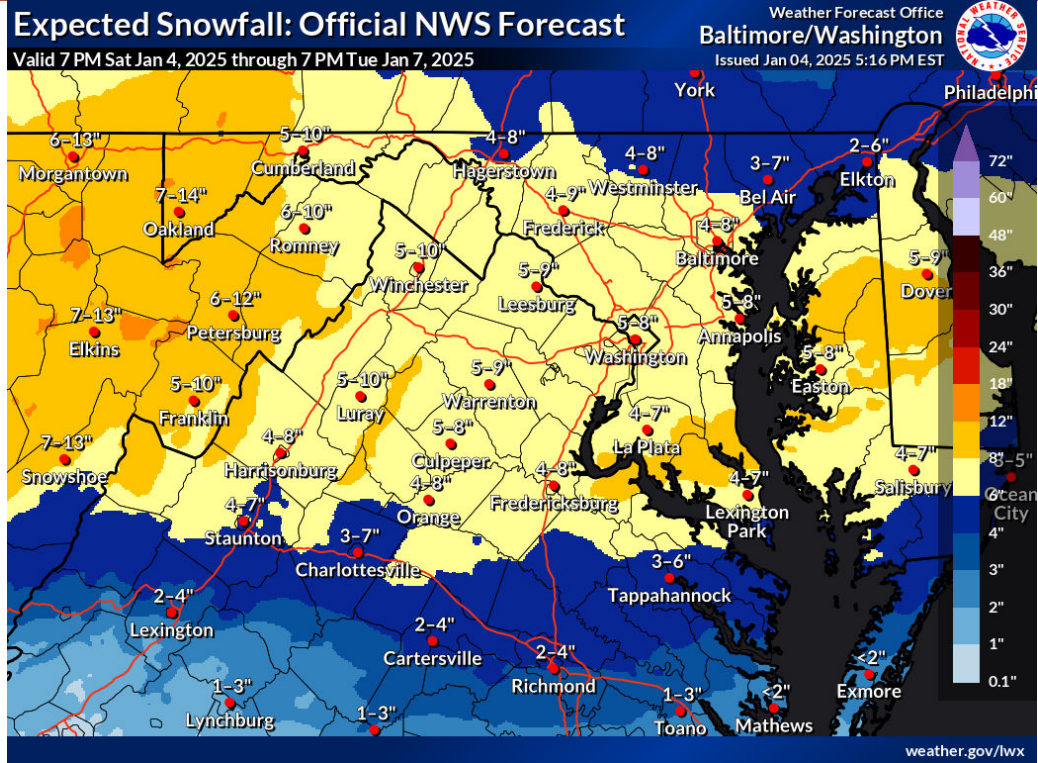 Expected Snowfall: Official NWS Forecast
Valid 7 PM Sat Jan 4, 2025 through 7 PM Tue Jan 7, 2025
Weather Forecast Office
Baltimore/Washington
Issued Jan 04, 2025 5:16 PM EST
NATIONAL WEATHER SERVICE
York
Philadelphi
6-13"
Morgantown
5-10"
Cumberland
4-8"
Hagerstown
4-8"
Westminster
3-7"
Bel Air
2-6"
Elkton
7-14"
Oakland
6-10"
Romney
4-9"
Frederick
4-8"
Baltimore
5-10"
Winchester
5-9"
Leesburg
5-9"
Dover
6-12"
Petersburg
7-13"
Elkins
5-8"
Washington
5-8"
Annapolis
5-8"
Easton
5-10"
Franklin
5-10"
Luray
5-9"
Warrenton
4-7"
La Plata
7-13"
Snowshoe
4-8"
Harrisonburg
5-8"
Culpeper
4-8"
Orange
4-8"
Fredericksburg
4-7"
Lexington
Park
4-7"
Salisbury
3-5"
Ocean
City
4-7"
Staunton
3-7"
Charlottesville
3-6"
Tappahannock
2-4"
Lexington
2-4"
Cartersville
2-4"
Richmond
<2"
Exmore
1-3"
Lynchburg
1-3"
1-3"
Toano
<2"
Mathews
72"
60"
48"
36"
30"
24"
18"
12"
8"
6"
4"
3"
2"
1"
0.1"
weather.gov/lwx